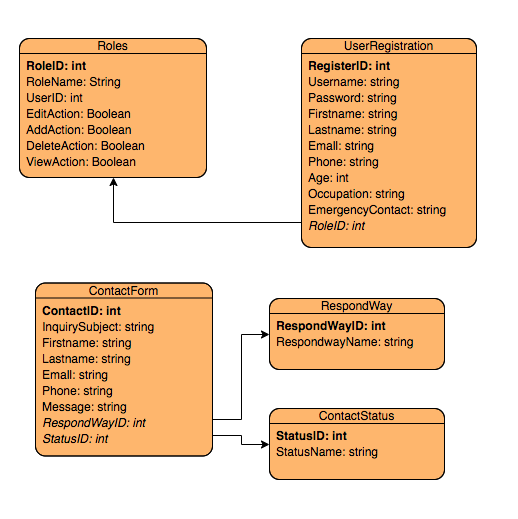 Roles
RoleID: int
RoleName: String
UserID: int
EditAction: Boolean
AddAction: Boolean
DeleteAction: Boolean
ViewAction: Boolean
UserRegistration
RegisterID: int
Username: string
Password: string
Firstname: string
Lastname: string
Email: string
Phone: string
Age: int
Occupation: string
EmergencyContact: string
RoleID: int
ContactForm
ContactID: int
InquirySubject: string
Firstname: string
Lastname: string
Email: string
Phone: string
Message: string
RespondWayID: int
StatusID: int
RespondWay
RespondWayID: int
RespondwayName: string
ContactStatus
StatusID: int
StatusName: string